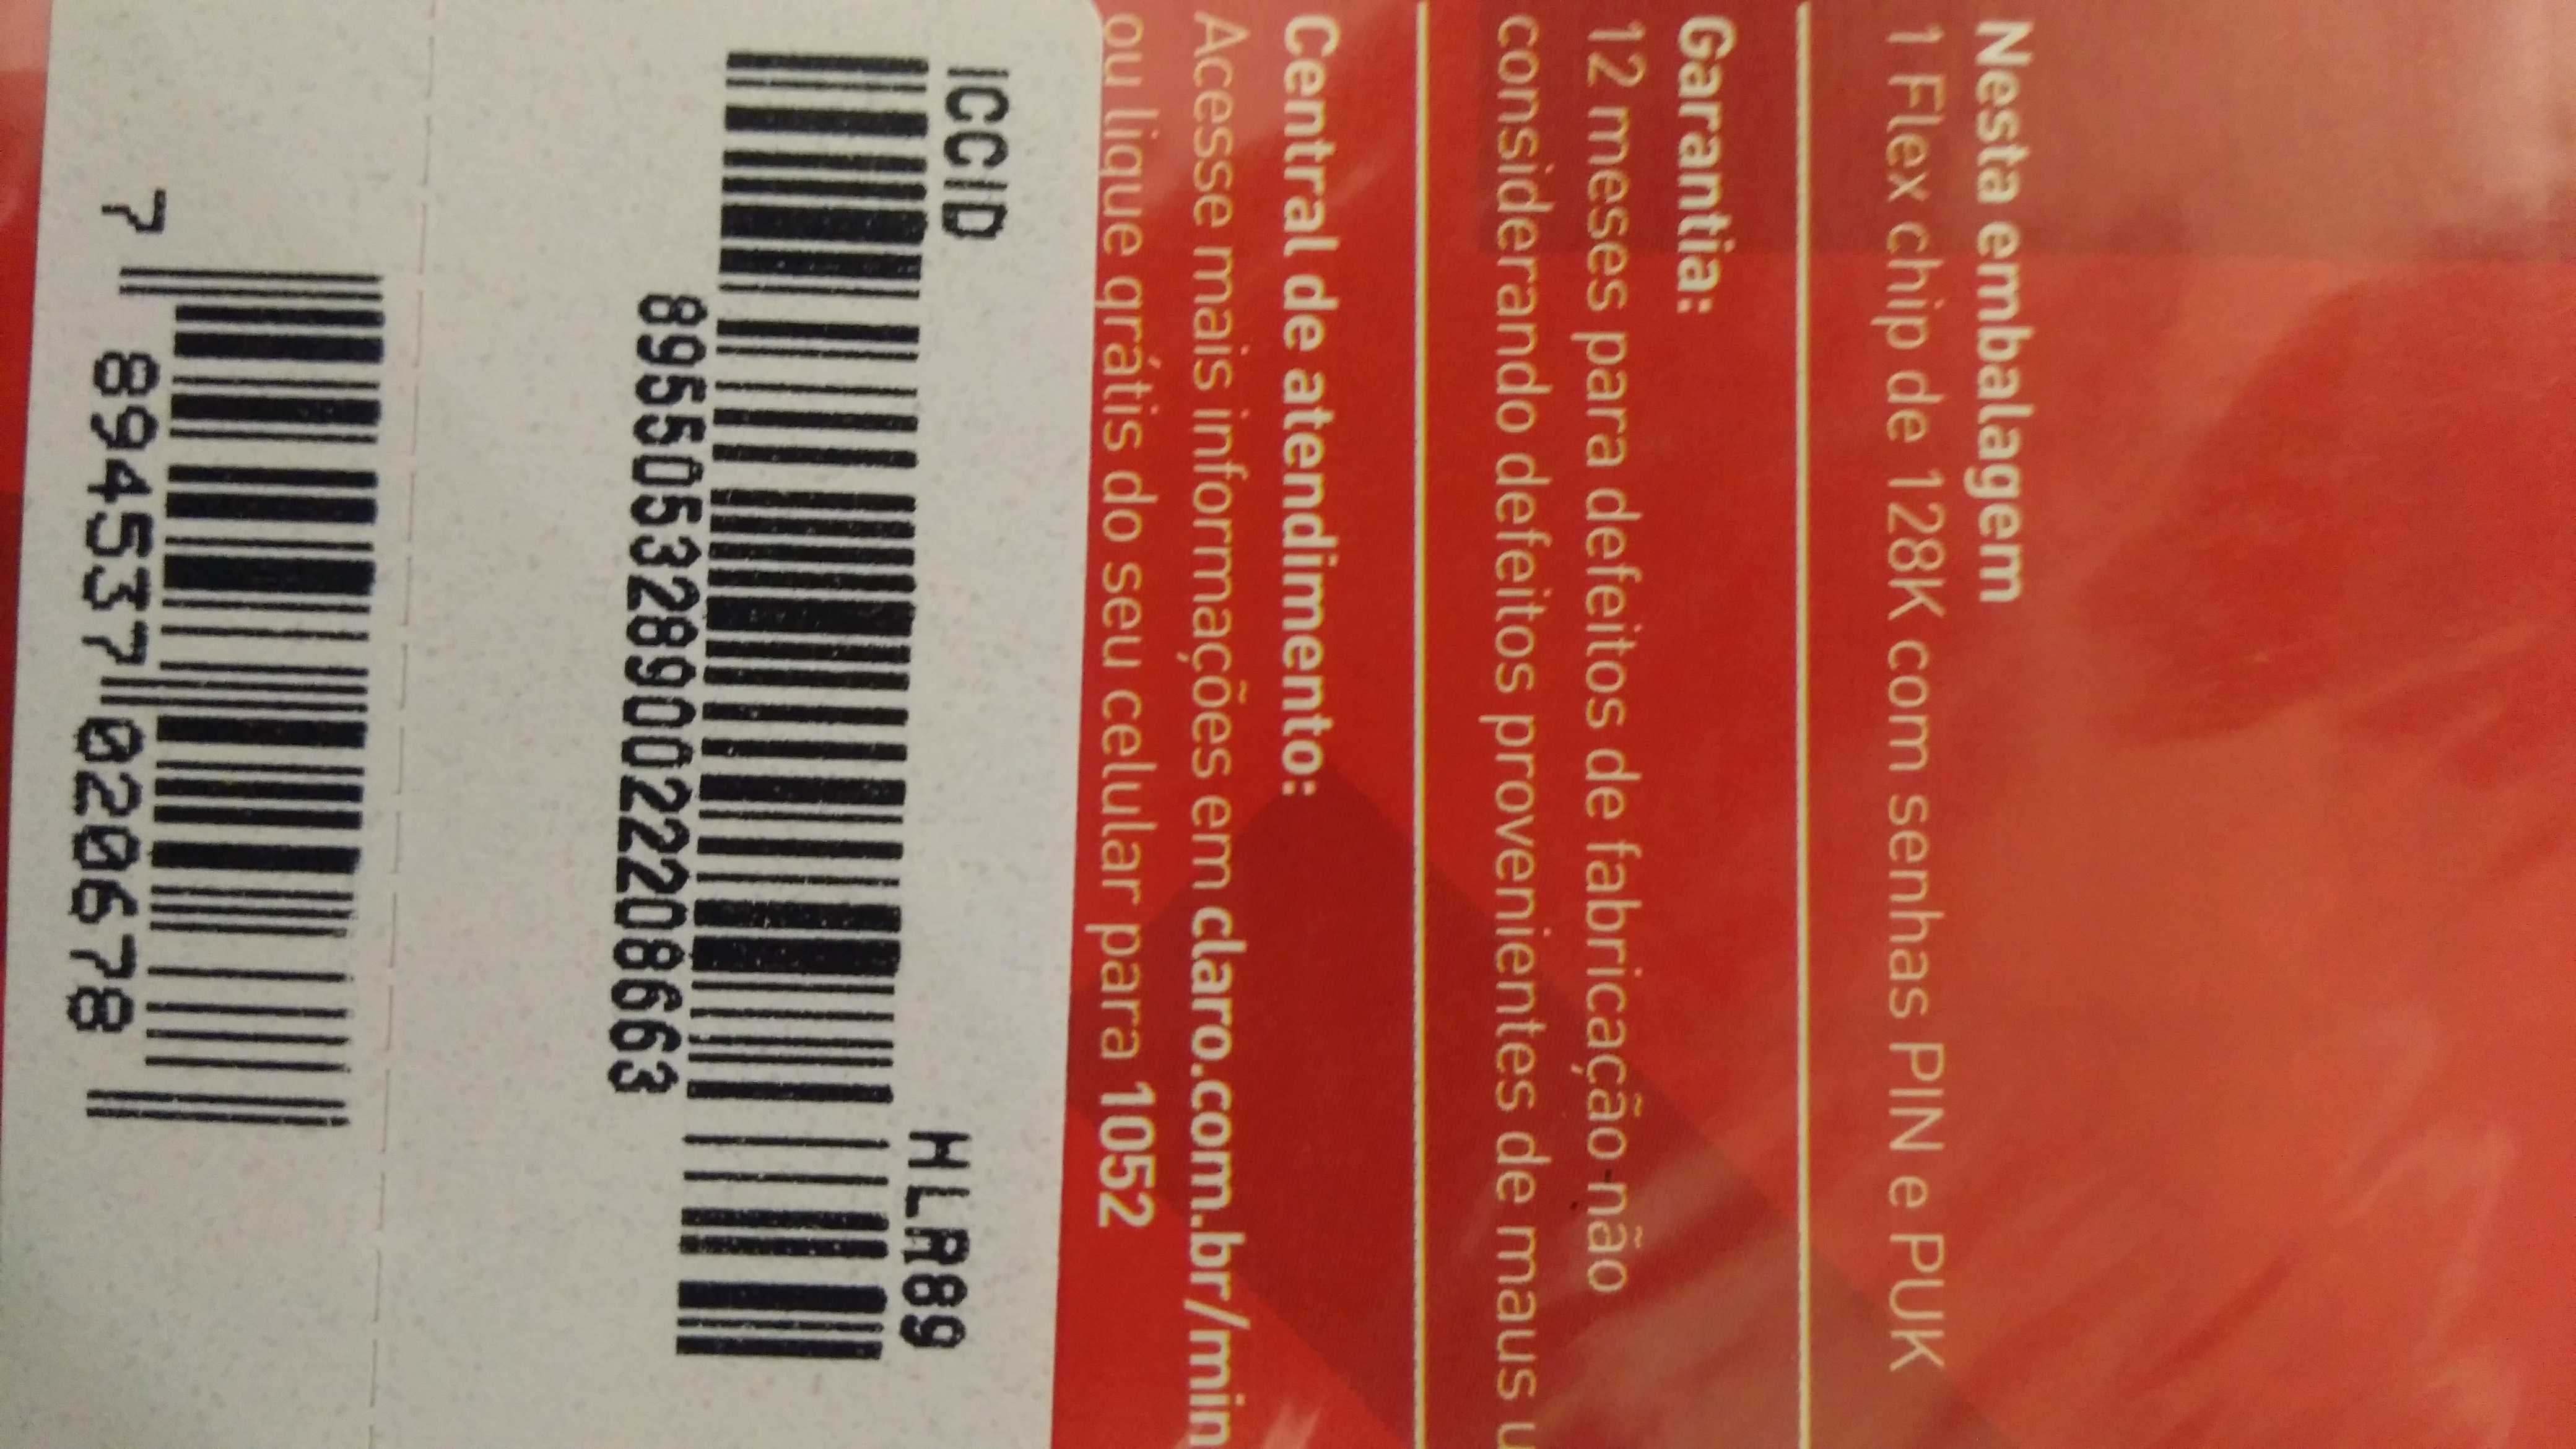 Nesta embalagem
1 Flex chip de 128K com senhas PIN e PUK
Garantia:
12 meses para defeitos de fabricação não
considerando defeitos provenientes de maus
Central de atendimento:
Acesse mais informações em claro.com.br/min
ou ligue grátis do seu celular para 1052
ICCID
HLR89
89550532890022208663
7 894537 020678